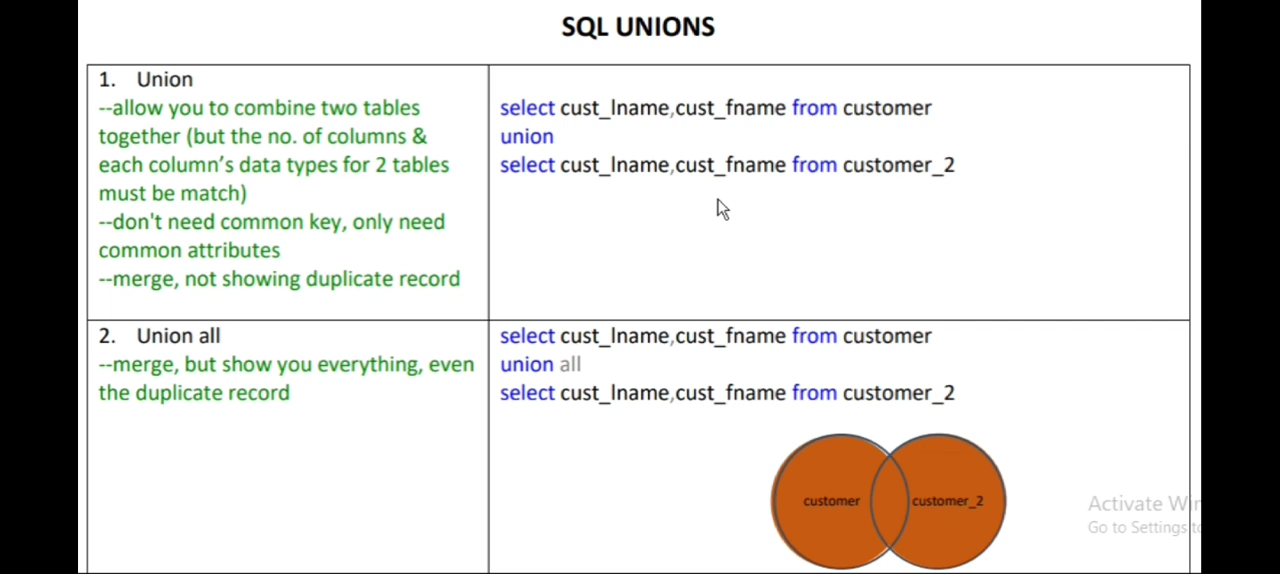 SQL UNIONS
1. Union
--allow you to combine two tables
together (but the no. of columns &
each column’s data types for 2 tables
must be match)
--don't need common key, only need
common attributes
--merge, not showing duplicate record
select cust_lname,cust_fname from customer
union
select cust_lname,cust_fname from customer_2
2. Union all
--merge, but show you everything, even
the duplicate record
select cust_lname,cust_fname from customer
union all
select cust_lname,cust_fname from customer_2
customer
customer_2
Activate Win
Go to Settings to